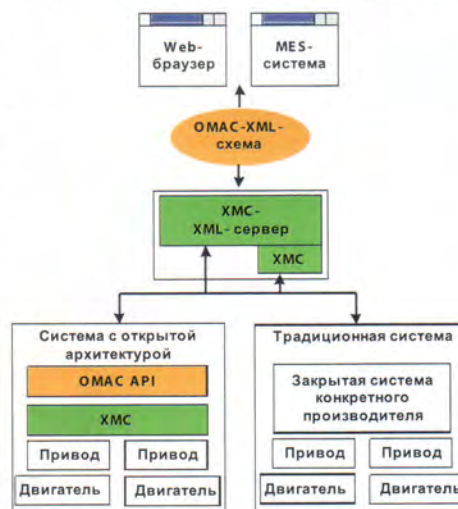 Web-
браузер
MES-
система
OMAC-XML-
схема
XMC-
XML- сервер
XMC
Система с открытой
архитектурой
OMAC API
XMC
Привод
Привод
Двигатель
Двигатель
Традиционная система
Закрытая система
конкретного
производителя
Привод
Привод
Двигатель
Двигатель